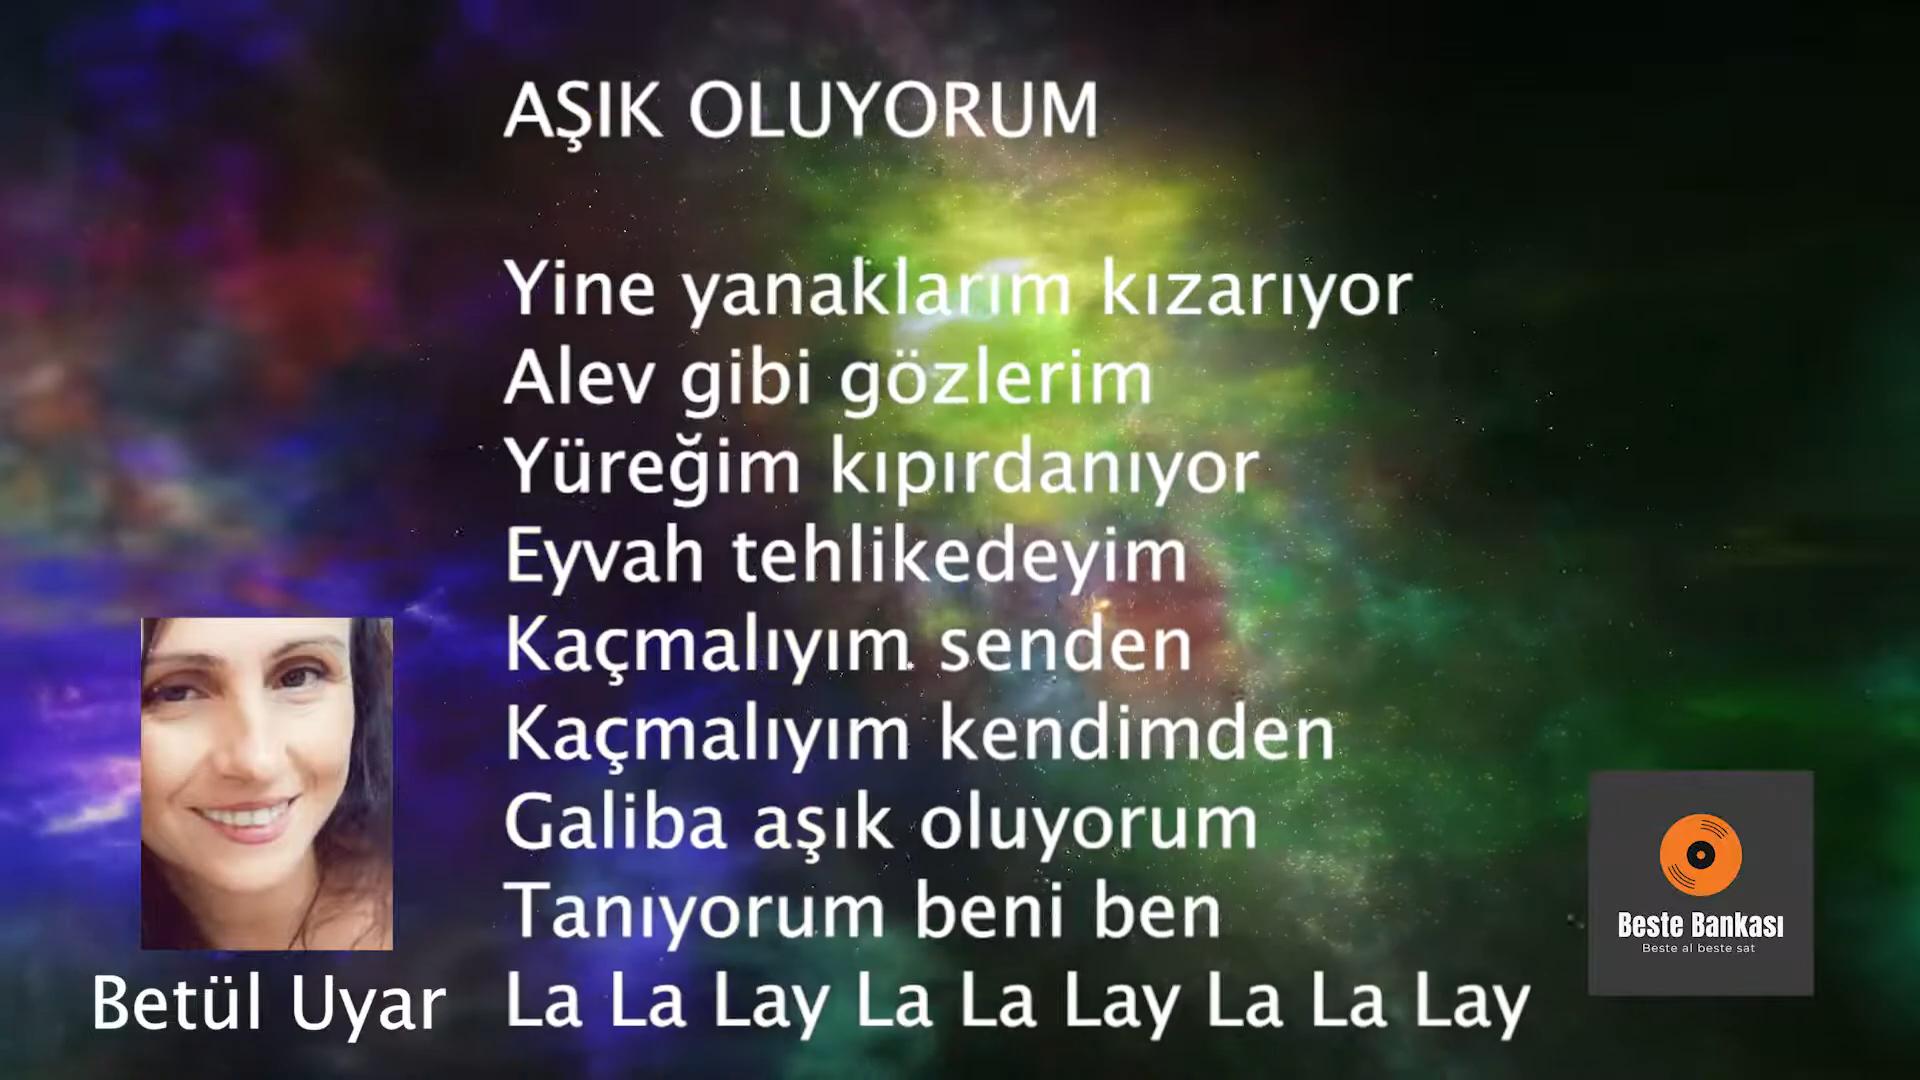 AŞIK OLUYORUM
Yine yanaklarım kızarıyor
Alev gibi gözlerim
Yüreğim kıpırdanıyor
Eyvah tehlikedeyim
Kaçmalıyım senden
Kaçmalıyım kendimden
Galiba aşık oluyorum
Tanıyorum beni ben
La La Lay La La Lay La La Lay
Betül Uyar
Beste Bankası
Beste al beste sat